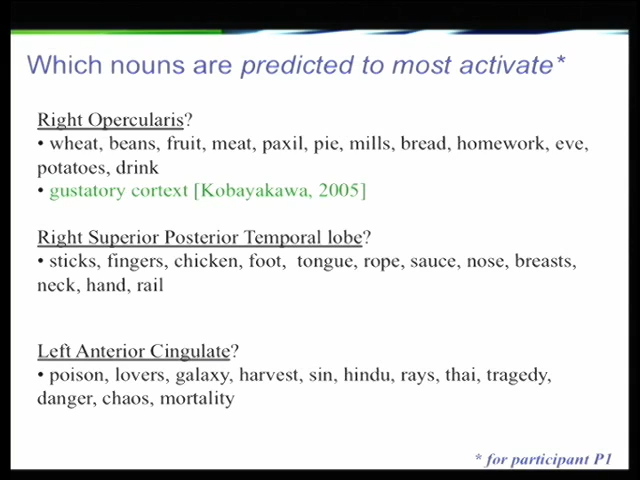 Which nouns are predicted to most activate*
Right Opercularis?
• wheat, beans, fruit, meat, paxil, pie, mills, bread, homework, eve,
potatoes, drink
• gustatory cortext [Kobayakawa, 2005]
Right Superior Posterior Temporal lobe?
• sticks, fingers, chicken, foot, tongue, rope, sauce, nose, breasts,
neck, hand, rail
Left Anterior Cingulate?
• poison, lovers, galaxy, harvest, sin, hindu, rays, thai, tragedy,
danger, chaos, mortality
* for participant P1